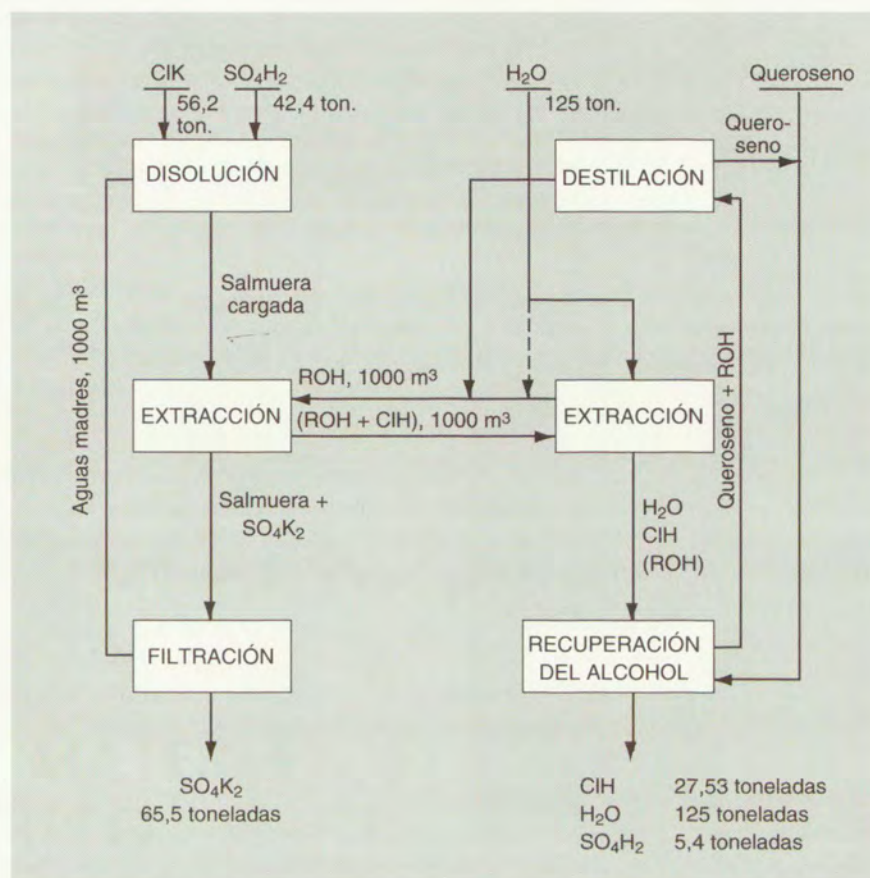 ClK
SO₄H₂
H₂O
Queroseno
56,2
ton.
42,4 ton.
125 ton.
Quero-
seno
DISOLUCIÓN
DESTILACIÓN
Salmuera
cargada
Aguas madres, 1000 m³
ROH, 1000 m³
EXTRACCIÓN
(ROH + ClH), 1000 m³
EXTRACCIÓN
Queroseno + ROH
Salmuera +
SO₄K₂
H₂O
ClH
(ROH)
FILTRACIÓN
RECUPERACIÓN
DEL ALCOHOL
SO₄K₂
65,5 toneladas
ClH 27,53 toneladas
H₂O 125 toneladas
SO₄H₂ 5,4 toneladas